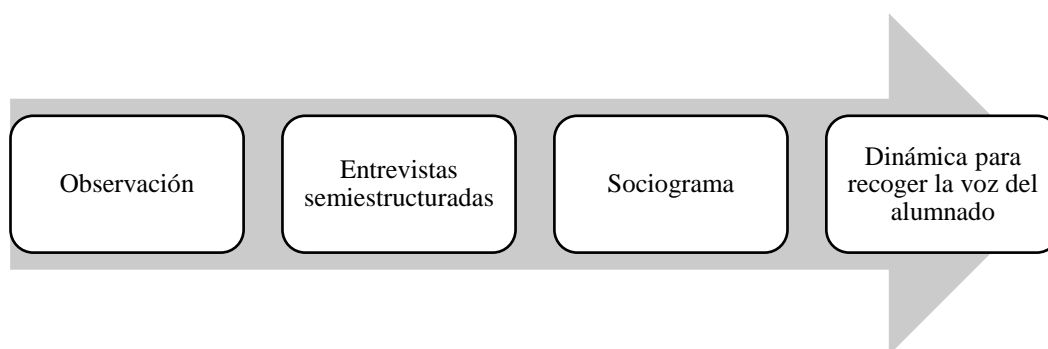 Observación
Entrevistas
semiestructuradas
Sociograma
Dinámica para
recoger la voz del
alumnado